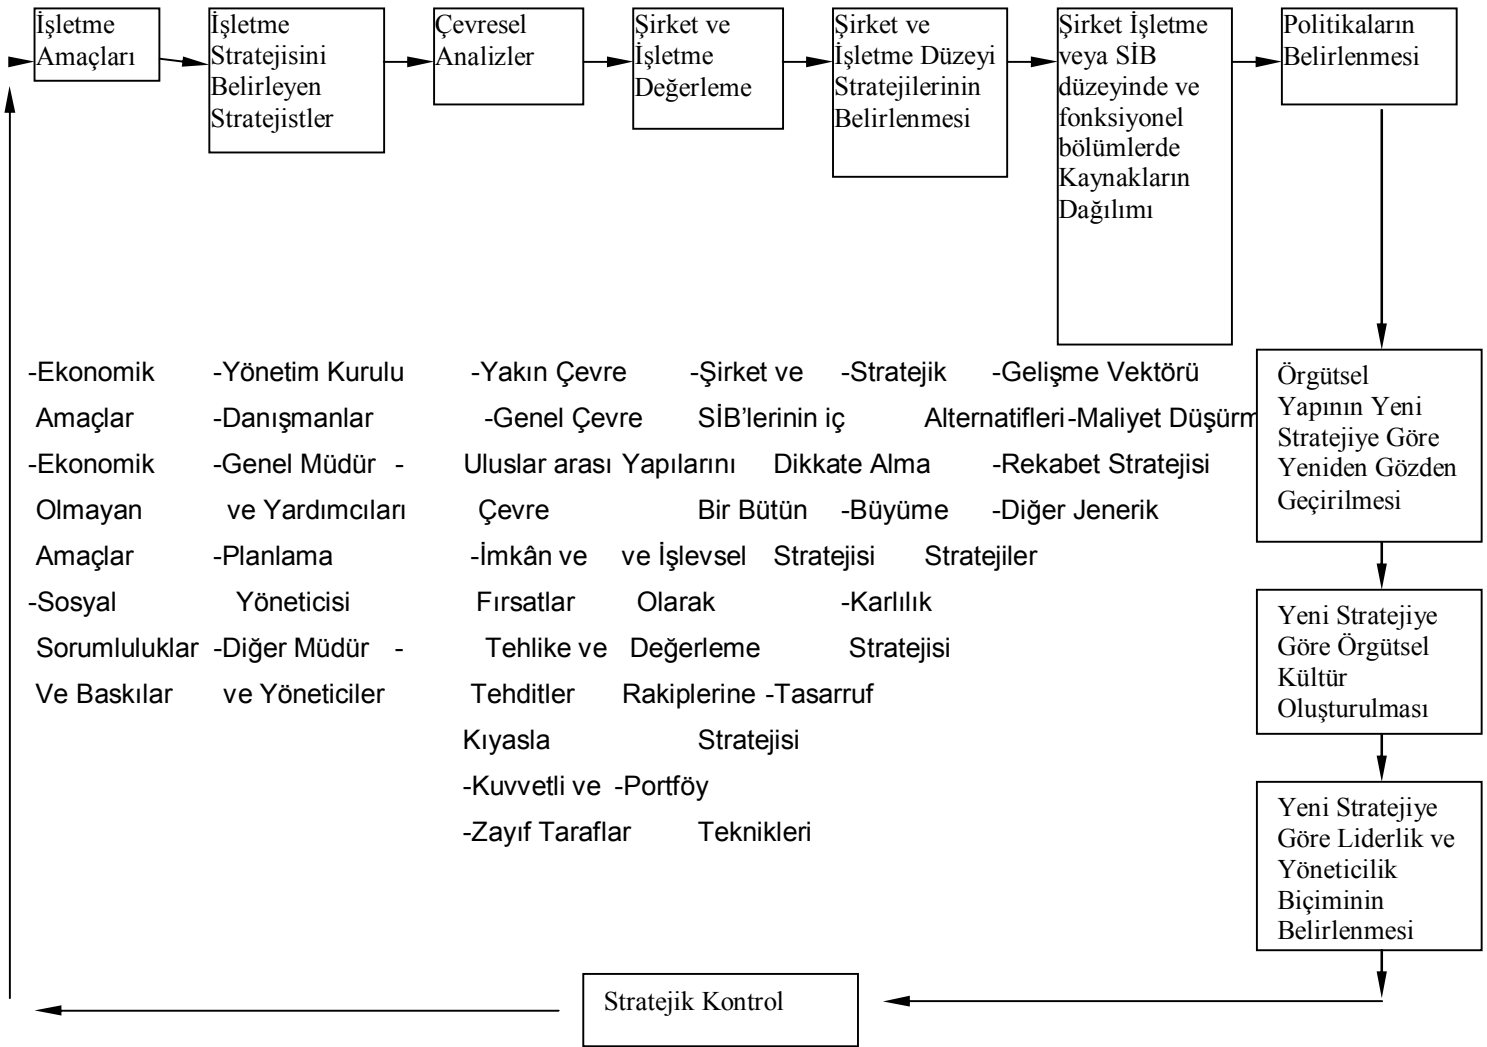 İşletme
Amaçları
İşletme
Stratejisini
Belirleyen
Stratejistler
Çevresel
Analizler
Şirket ve
İşletme
Değerleme
Şirket ve
İşletme Düzeyi
Stratejilerinin
Belirlenmesi
Şirket İşletme
veya SİB
düzeyinde ve
fonksiyonel
bölümlerde
Kaynakların
Dağılımı
Politikaların
Belirlenmesi
-Ekonomik -Yönetim Kurulu -Yakın Çevre -Şirket ve -Stratejik -Gelişme Vektörü
Amaçlar -Danışmanlar -Genel Çevre SİB’lerinin iç Alternatifleri -Maliyet Düşürm
-Ekonomik -Genel Müdür - Uluslar arası Yapılarını Dikkate Alma -Rekabet Stratejisi
Olmayan ve Yardımcıları Çevre Bir Bütün -Büyüme -Diğer Jenerik
Amaçlar -Planlama -İmkân ve ve İşlevsel Stratejisi Stratejiler
-Sosyal Yöneticisi Fırsatlar Olarak -Karlılık
Sorumluluklar -Diğer Müdür - Tehlike ve Değerleme Stratejisi
Ve Baskılar ve Yöneticiler Tehditler Rakiplerine -Tasarruf
Kıyasla Stratejisi
-Kuvvetli ve -Portföy
-Zayıf Taraflar Teknikleri
Örgütsel
Yapının Yeni
Stratejiye Göre
Yeniden Gözden
Geçirilmesi
Yeni Stratejiye
Göre Örgütsel
Kültür
Oluşturulması
Yeni Stratejiye
Göre Liderlik ve
Yöneticilik
Biçiminin
Belirlenmesi
Stratejik Kontrol